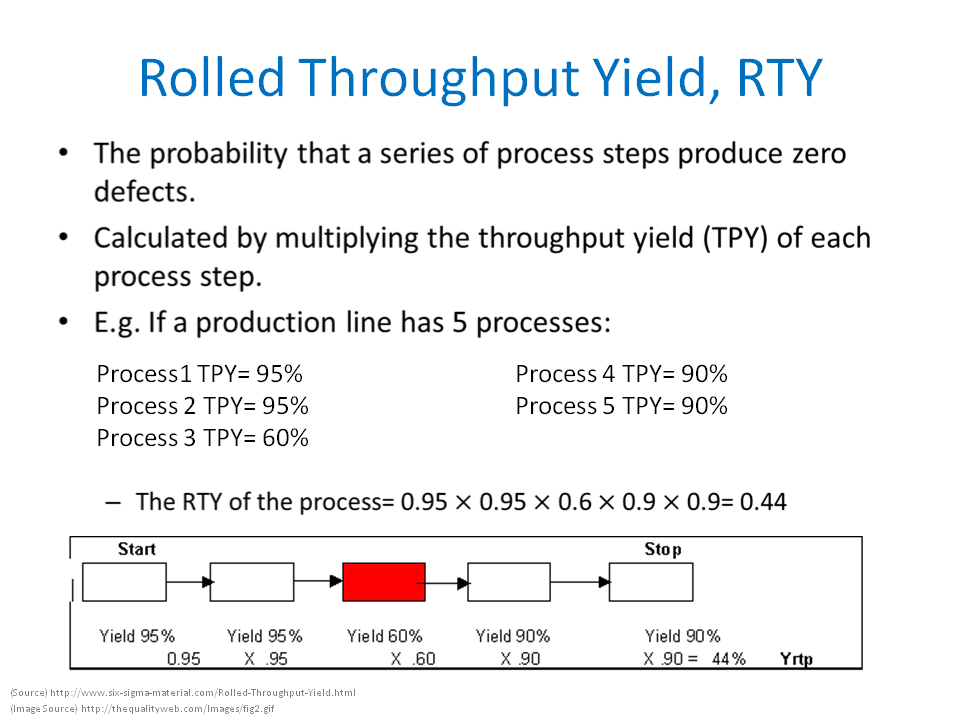 Rolled Throughput Yield, RTY
• The probability that a series of process steps produce zero
defects.
• Calculated by multiplying the throughput yield (TPY) of each
process step.
• E.g. If a production line has 5 processes:
Process1 TPY= 95%
Process 2 TPY= 95%
Process 3 TPY= 60%
Process 4 TPY= 90%
Process 5 TPY= 90%
– The RTY of the process= 0.95 × 0.95 × 0.6 × 0.9 × 0.9= 0.44
Start Stop
Yield 95% Yield 95% Yield 60% Yield 90% Yield 90%
0.95 X .95 X .60 X .90 X .90 = 44% Yrtp
(Source) http://www.six-sigma-material.com/Rolled-Throughput-Yield.html
(Image Source) http://thequalityweb.com/Images/fig2.gif